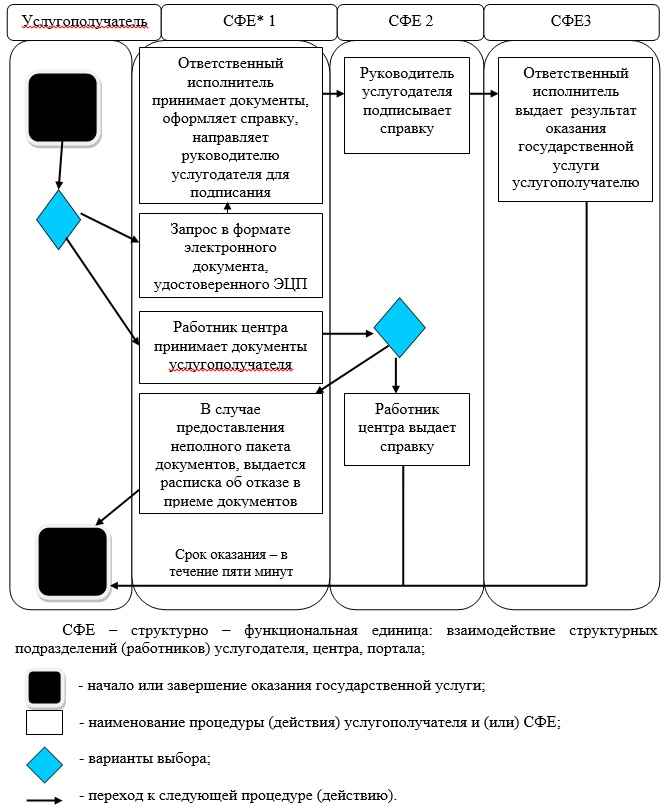 Услугополучатель
СФЕ* 1
СФЕ 2
СФЕ3
Ответственный
исполнитель
принимает документы,
оформляет справку,
направляет
руководителю
услугодателя для
подписания
Руководитель
услугодателя
подписывает
справку
Ответственный
исполнитель
выдает результат
оказания
государственной
услуги
услугополучателю
Запрос в формате
электронного
документа,
удостоверенного ЭЦП
Работник центра
принимает документы
услугополучателя
В случае
предоставления
неполного пакета
документов, выдается
расписка об отказе в
приеме документов
Работник
центра выдает
справку
Срок оказания – в
течение пяти минут
СФЕ – структурно – функциональная единица: взаимодействие структурных
подразделений (работников) услугодателя, центра, портала;
- начало или завершение оказания государственной услуги;
- наименование процедуры (действия) услугополучателя и (или) СФЕ;
- варианты выбора;
- переход к следующей процедуре (действию).